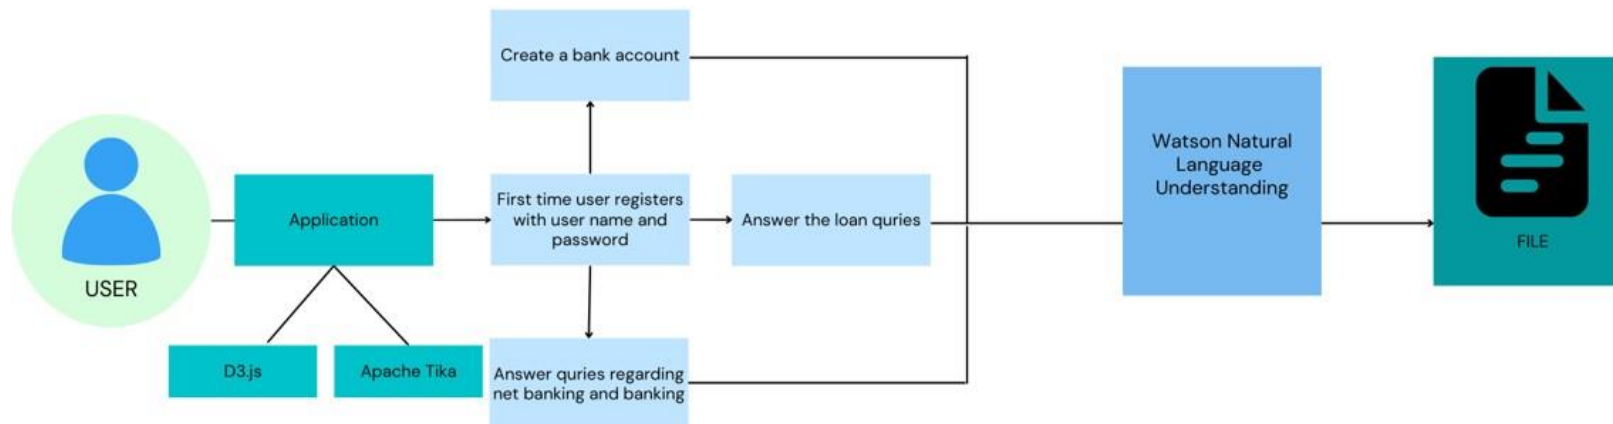 Create a bank account
USER
Application
D3.js
Apache Tika
First time user registers
with user name and
password
Answer the loan quries
Answer quries regarding
net banking and banking
Watson Natural
Language
Understanding
FILE